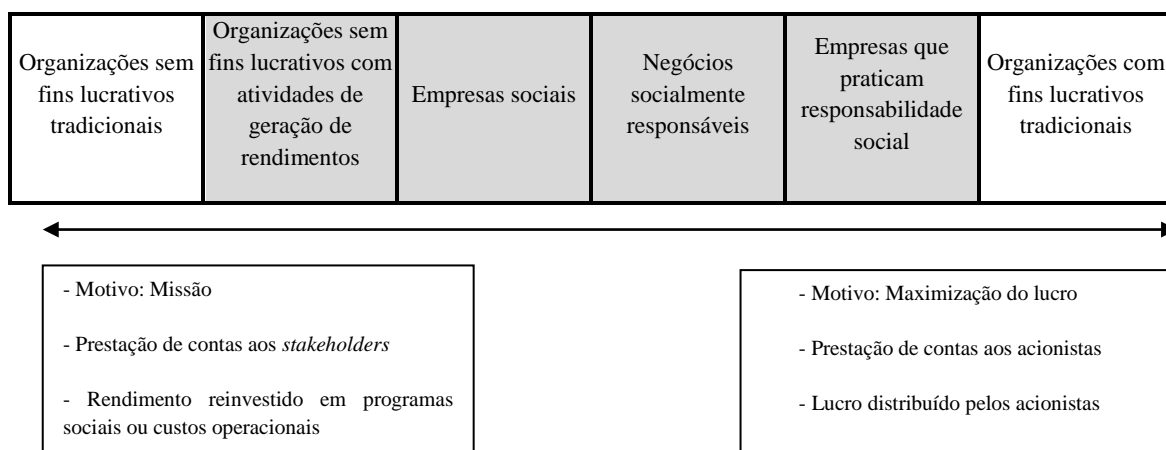 Organizações sem
fins lucrativos
tradicionais
Organizações sem
fins lucrativos com
atividades de
geração de
rendimentos
Empresas sociais
Negócios
socialmente
responsáveis
Empresas que
praticam
responsabilidade
social
Organizações com
fins lucrativos
tradicionais
- Motivo: Missão
- Prestação de contas aos stakeholders
- Rendimento reinvestido em programas
sociais ou custos operacionais
- Motivo: Maximização do lucro
- Prestação de contas aos acionistas
- Lucro distribuído pelos acionistas